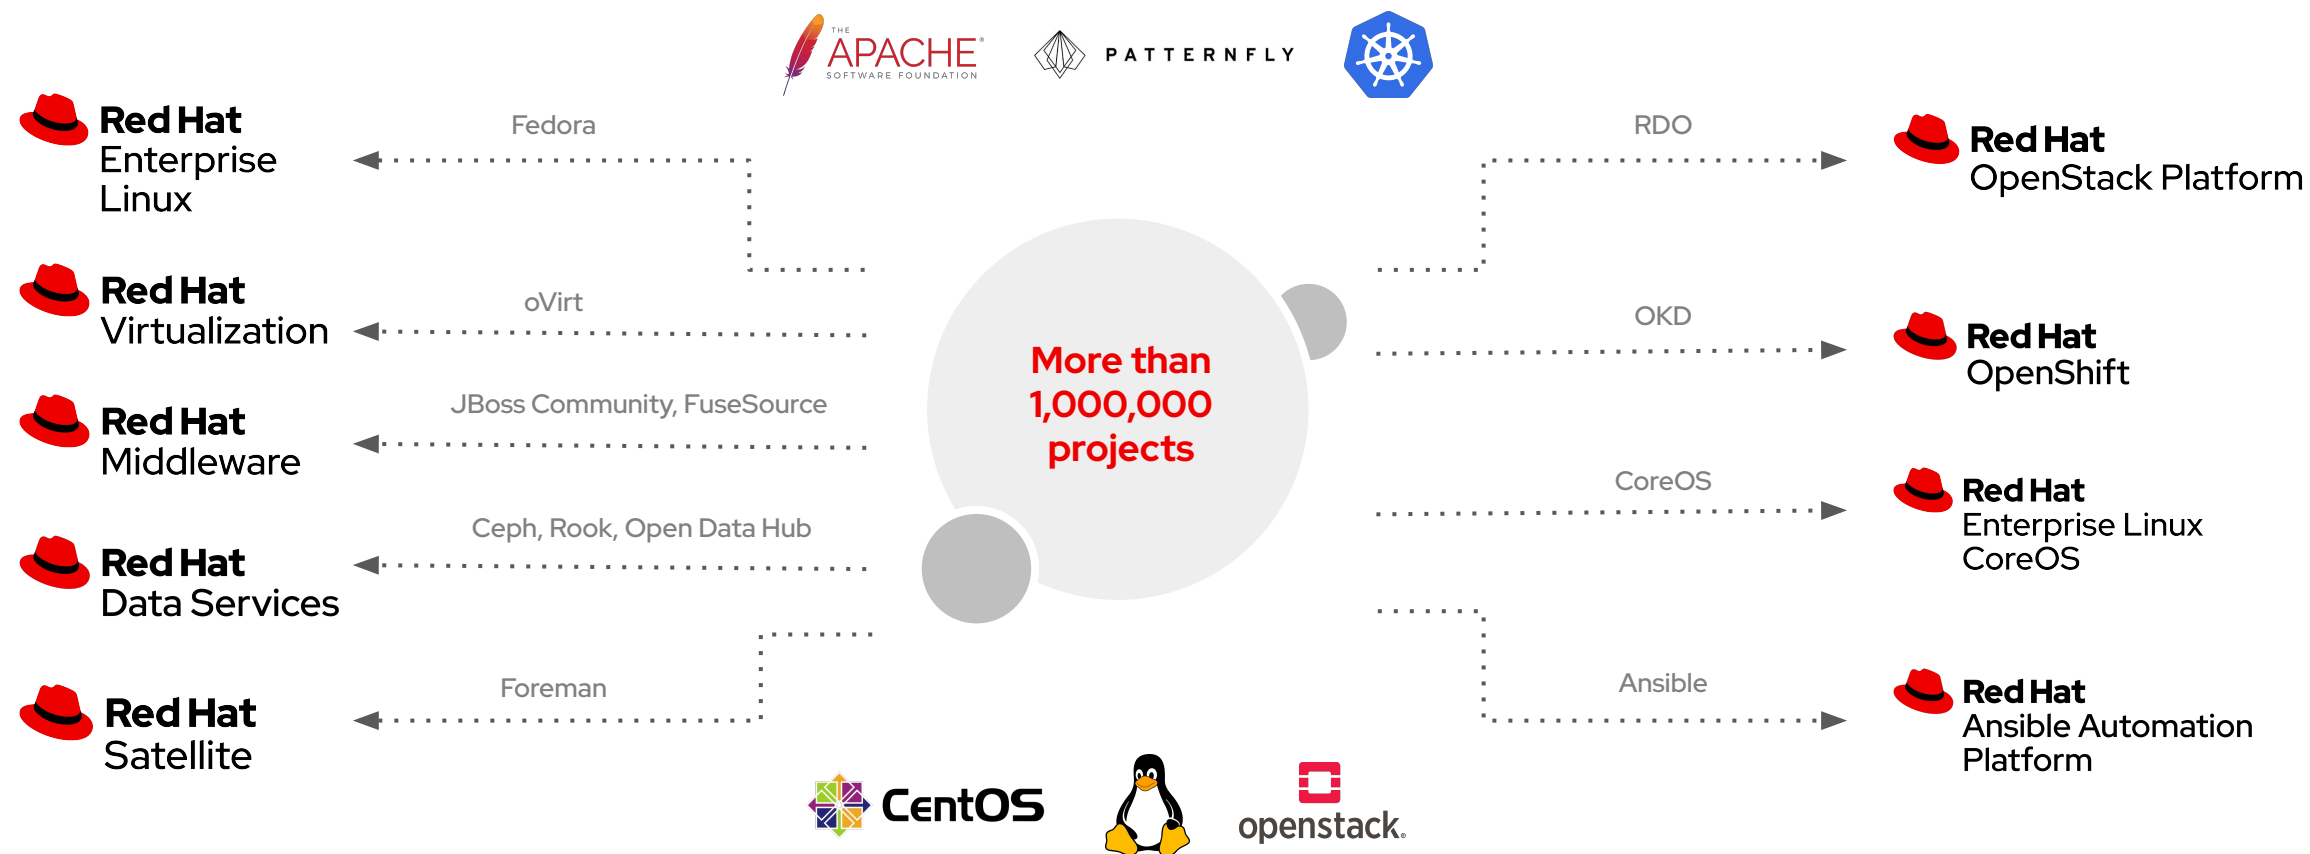 THE
APACHE®
SOFTWARE FOUNDATION
PATTERNFLY
Red Hat
Enterprise
Linux
Fedora
Red Hat
Virtualization
oVirt
Red Hat
Middleware
JBoss Community, FuseSource
Red Hat
Data Services
Ceph, Rook, Open Data Hub
Red Hat
Satellite
Foreman
More than
1,000,000
projects
RDO
Red Hat
OpenStack Platform
OKD
Red Hat
OpenShift
CoreOS
Red Hat
Enterprise Linux
CoreOS
Ansible
Red Hat
Ansible Automation
Platform
CentOS
openstack®